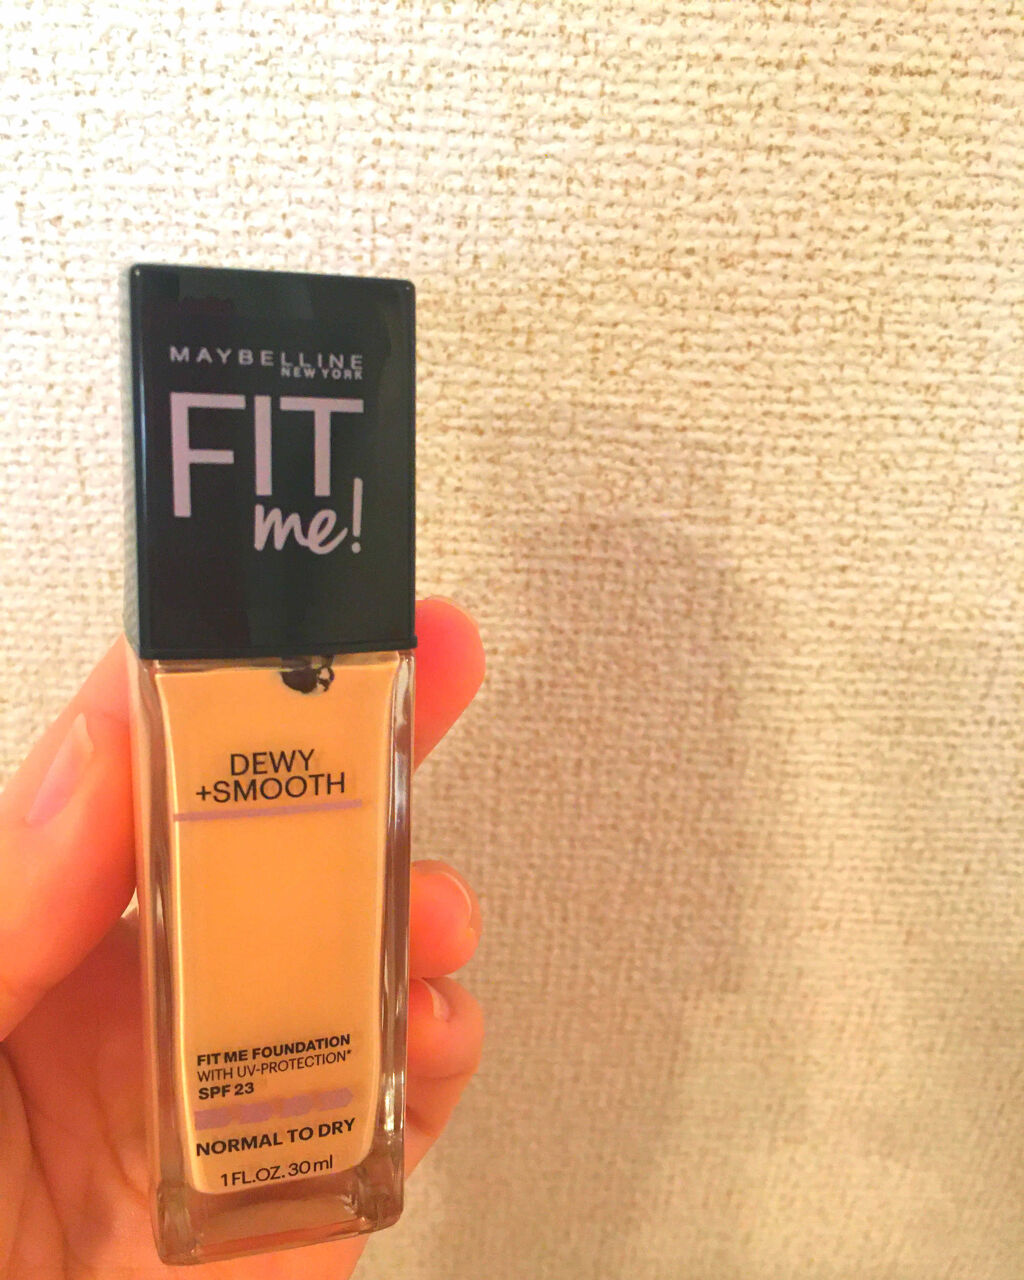 MAYBELLINE
NEW YORK
FIT
me!
DEWY
+SMOOTH
FIT ME FOUNDATION
WITH UV-PROTECTION*
SPF 23
NORMAL TO DRY
1 FL.OZ. 30 ml